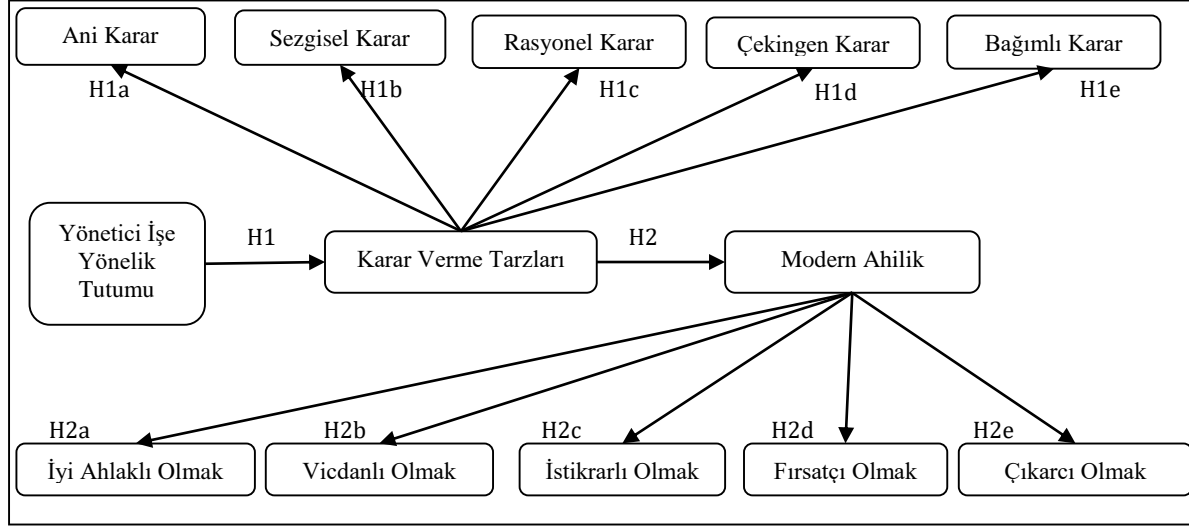 Ani Karar
Sezgisel Karar
Rasyonel Karar
Çekingen Karar
Bağımlı Karar
H1a
H1b
H1c
H1d
H1e
Yönetici İşe
Yönelik
Tutumu
H1
Karar Verme Tarzları
H2
Modern Ahilik
H2a
H2b
H2c
H2d
H2e
İyi Ahlaklı Olmak
Vicdanlı Olmak
İstikrarlı Olmak
Fırsatçı Olmak
Çıkarcı Olmak